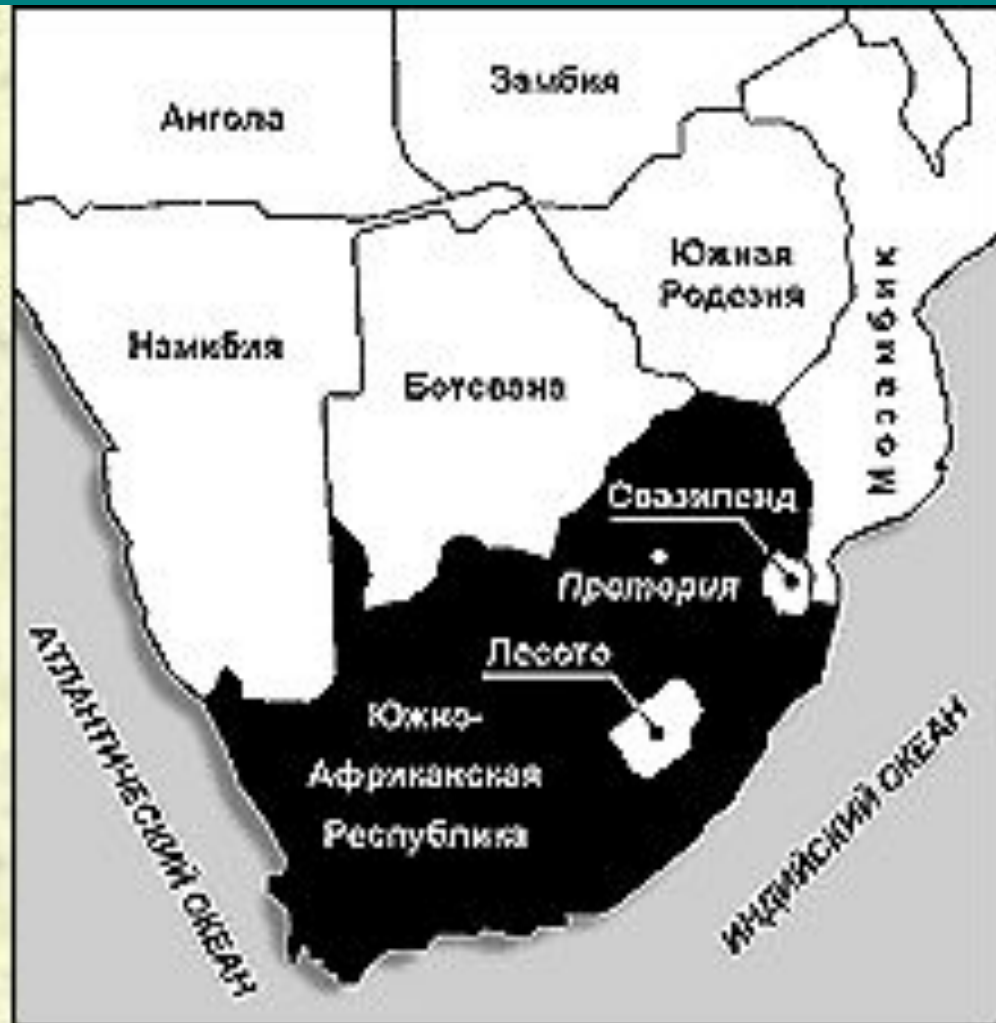 Замбия
Ангола
Южная
Родезия
Мозамбик
Намибия
Ботсвана
Свазиленд
Претория
Лесото
Южно-
Африканская
Республика
АТЛАНТИЧЕСКИЙ ОКЕАН
ИНДИЙСКИЙ ОКЕАН